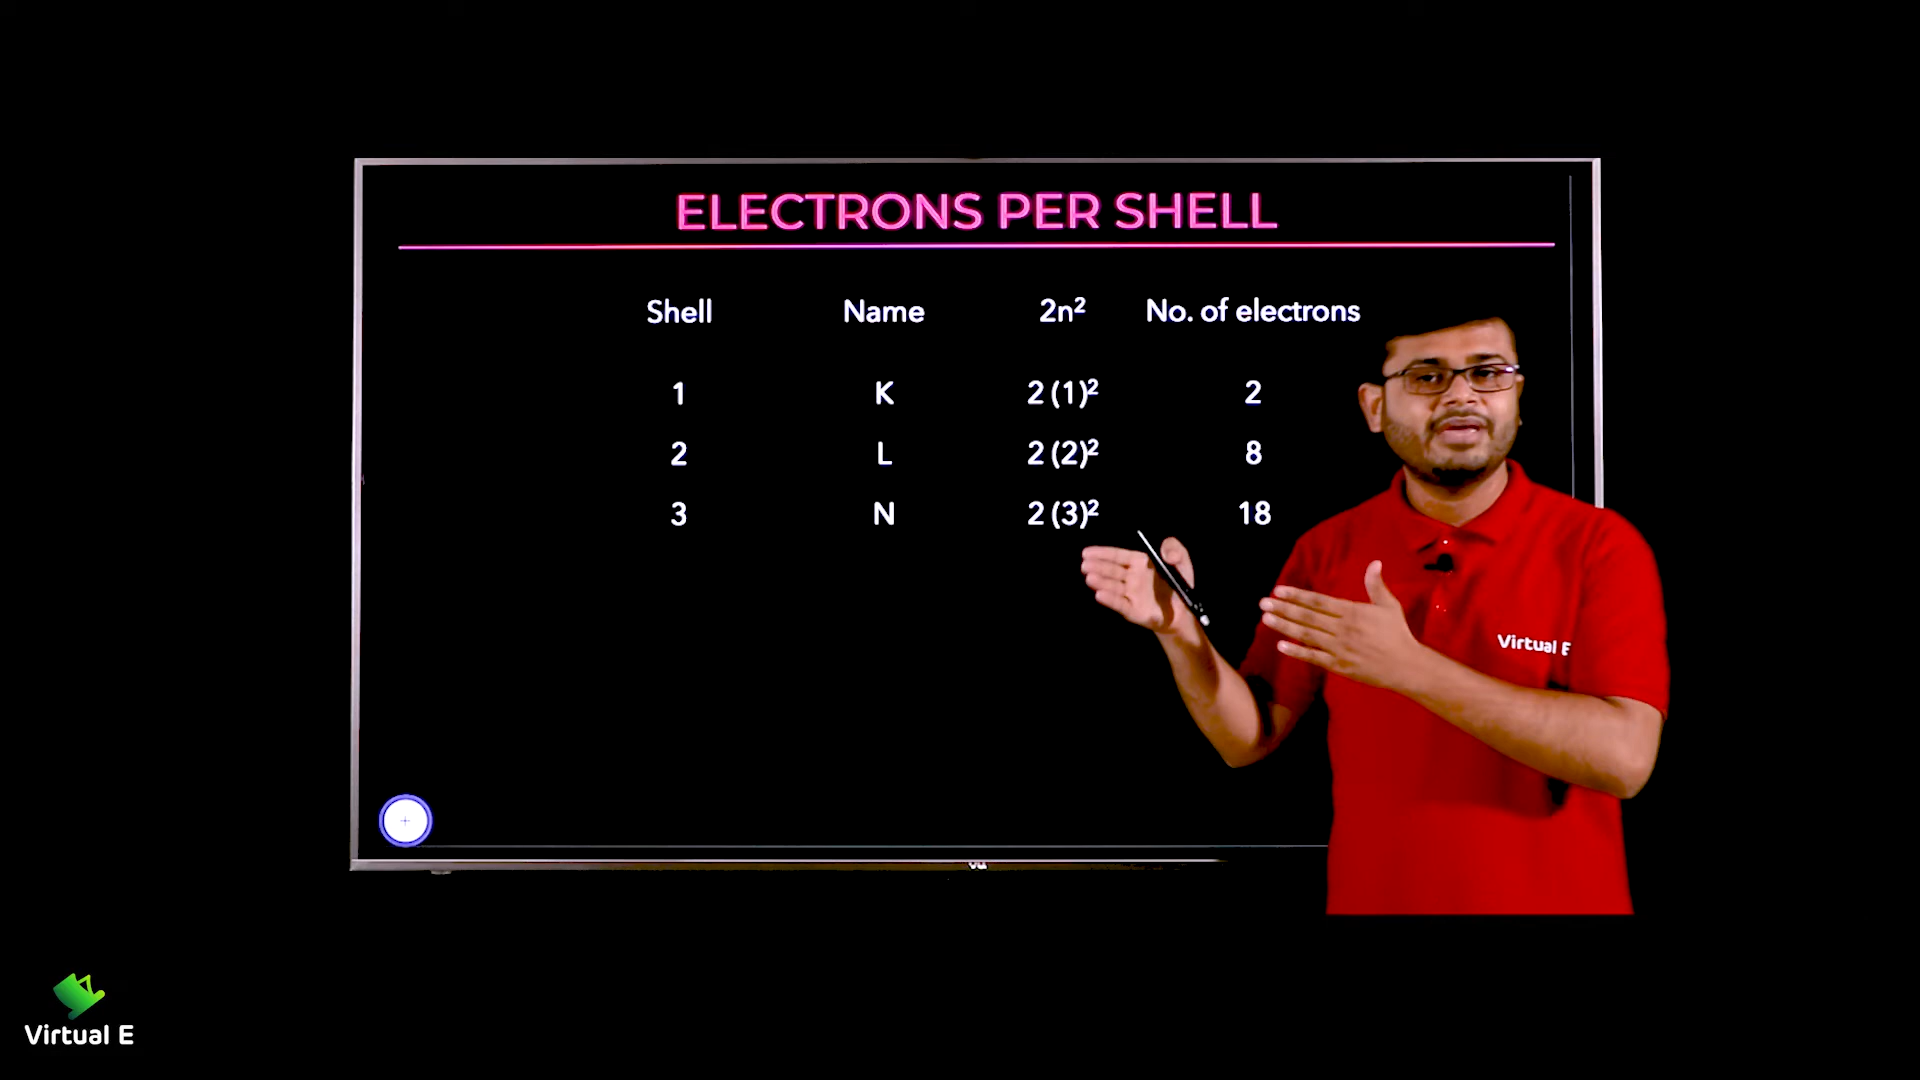 ELECTRONS PER SHELL
Shell Name 2n² No. of electrons
1 K 2 (1)² 2
2 L 2 (2)² 8
3 N 2 (3)² 18
Virtual E
Virtual E